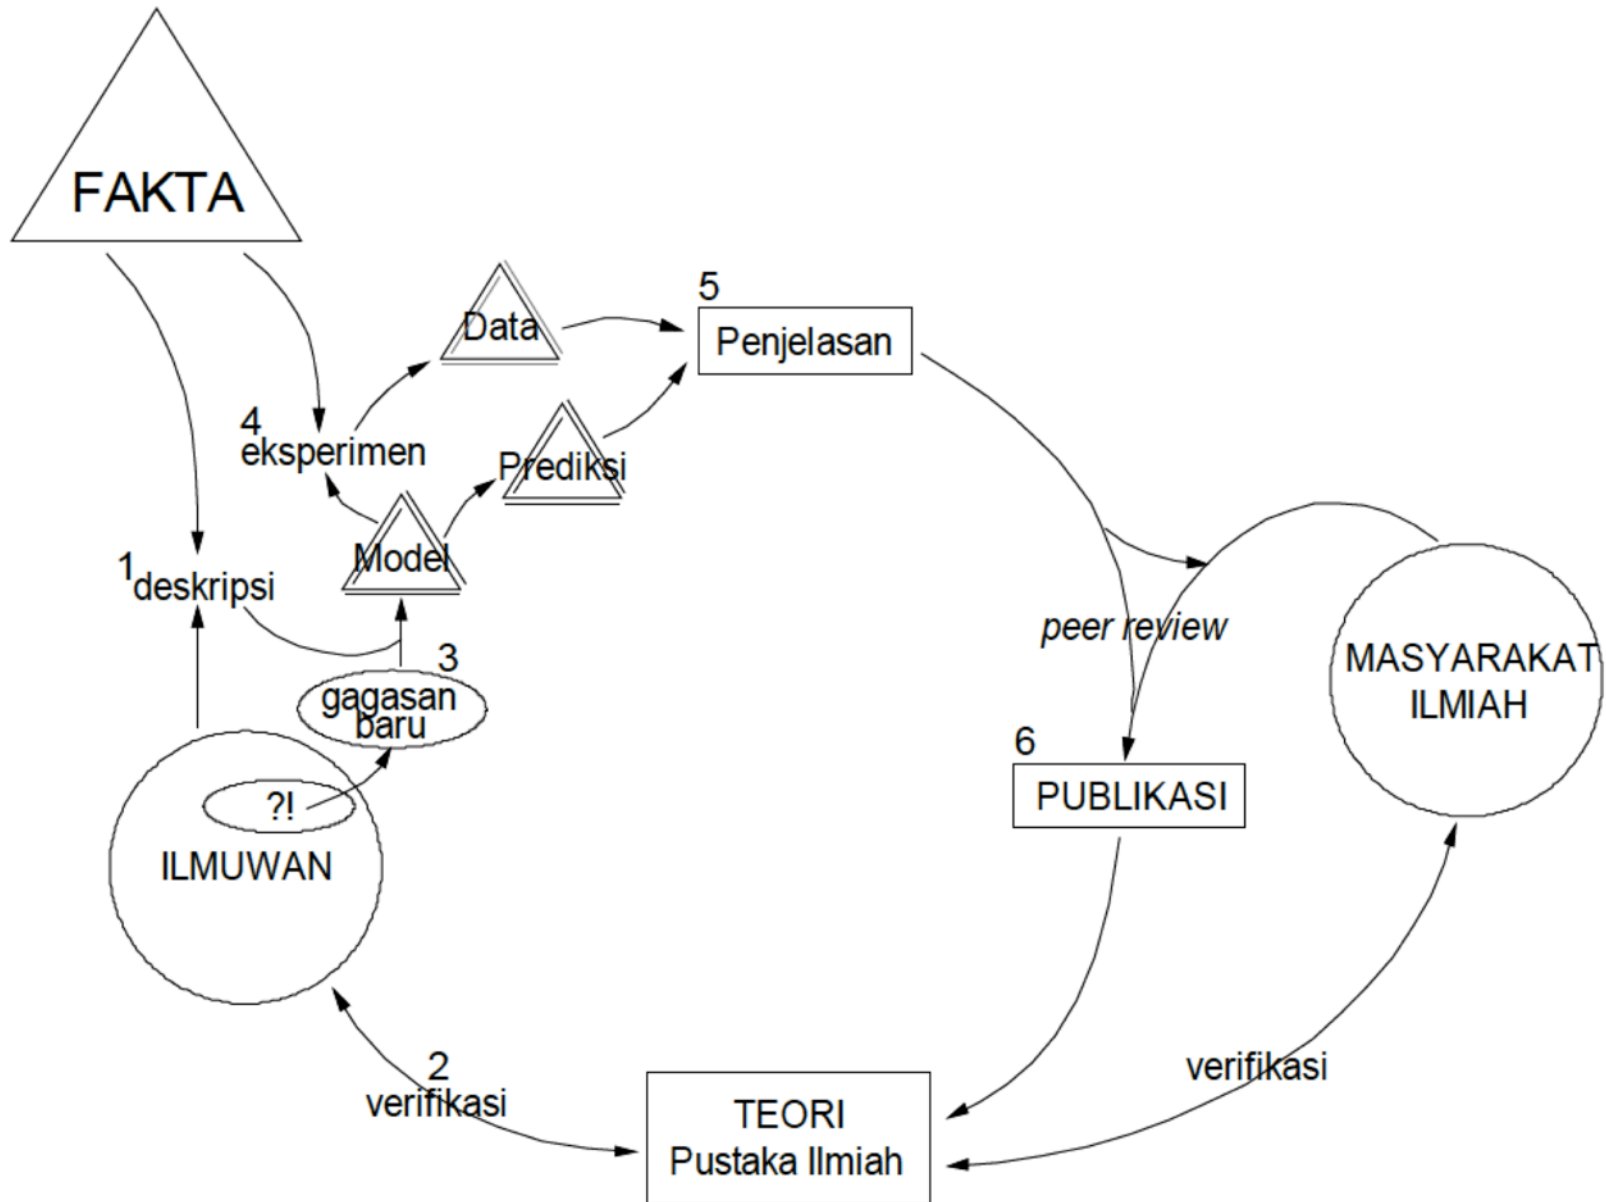 FAKTA
5
Data
Penjelasan
4
eksperimen
Prediksi
Model
1
deskripsi
3
gagasan
baru
?!
ILMUWAN
peer review
MASYARAKAT
ILMIAH
6
PUBLIKASI
2
verifikasi
verifikasi
TEORI
Pustaka Ilmiah